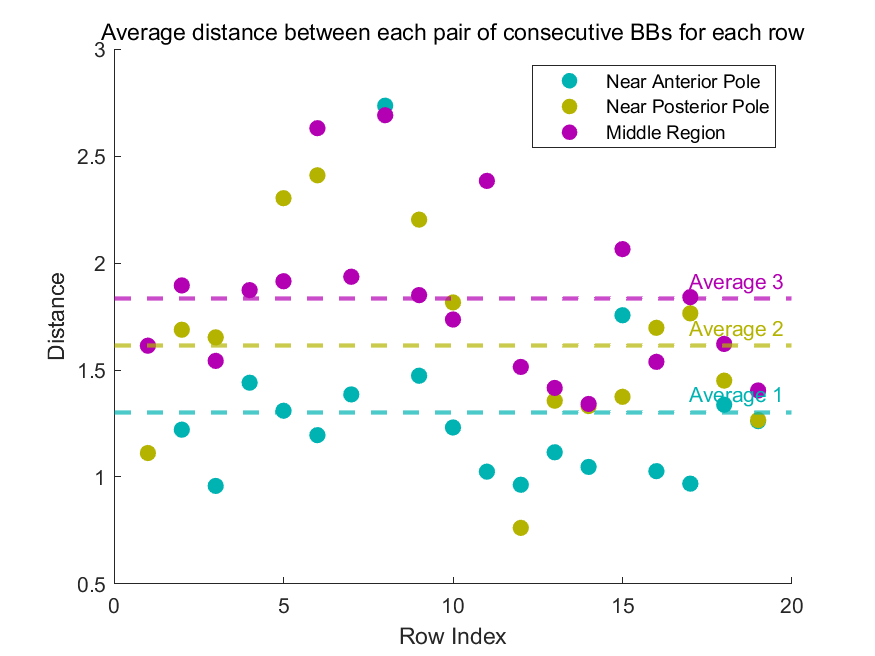 Average distance between each pair of consecutive BBs for each row
Near Anterior Pole
Near Posterior Pole
Middle Region
3
2.5
2
1.5
1
0.5
Distance
Average 3
Average 2
Average 1
0
5
10
15
20
Row Index